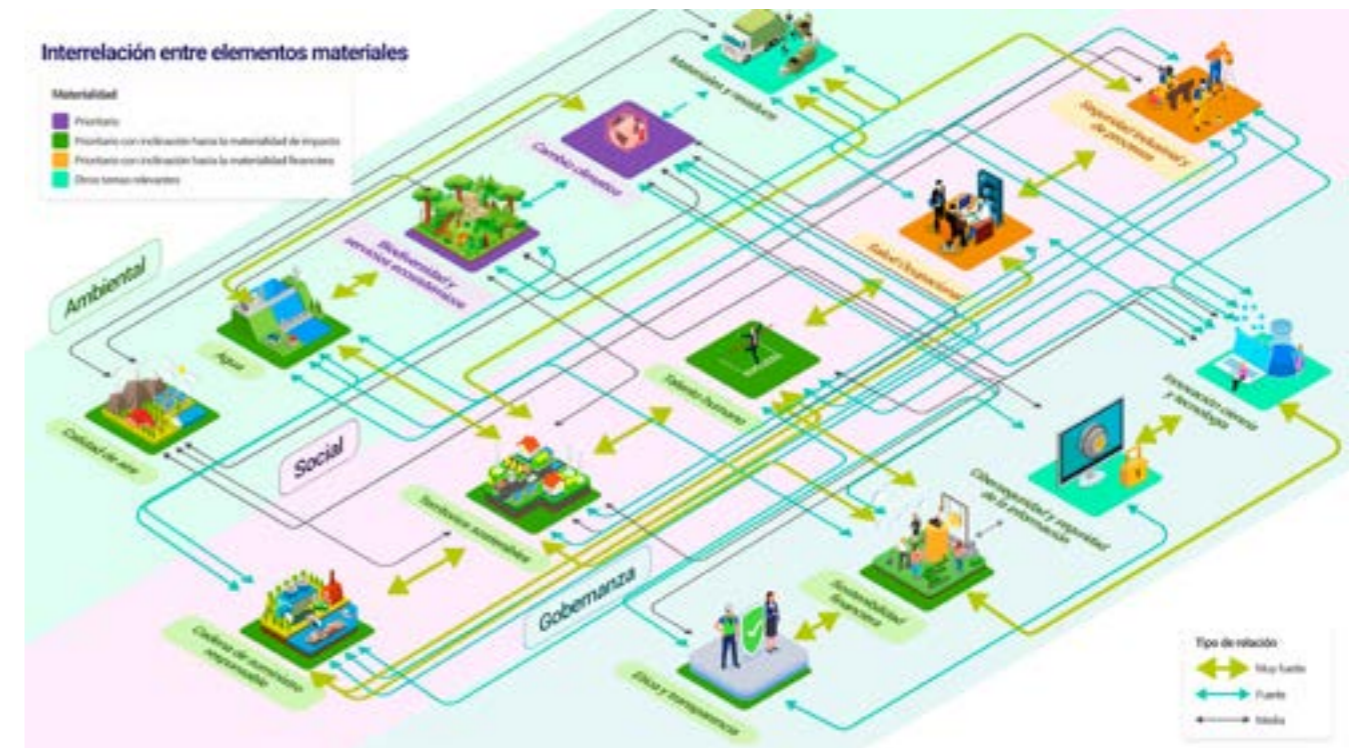 Interrelación entre elementos materiales
Materialidad
Prioritario
Prioritario con inclinación hacia la materialidad de impacto
Prioritario con inclinación hacia la materialidad financiera
Otros temas relevantes
Materiales y residuos
Seguridad industrial y
de procesos
Cambio climático
Biodiversidad y
servicios ecosistémicos
Salud Ocupacional
Ambiental
Agua
Calidad de aire
Talento humano
Innovación ciencia
y tecnología
Social
Territorios sostenibles
Ciberseguridad y seguridad
de la información
Sostenibilidad
financiera
Gobernanza
Cadena de suministro
responsable
Ética y transparencia
Tipo de relación
Muy fuerte
Fuerte
Media